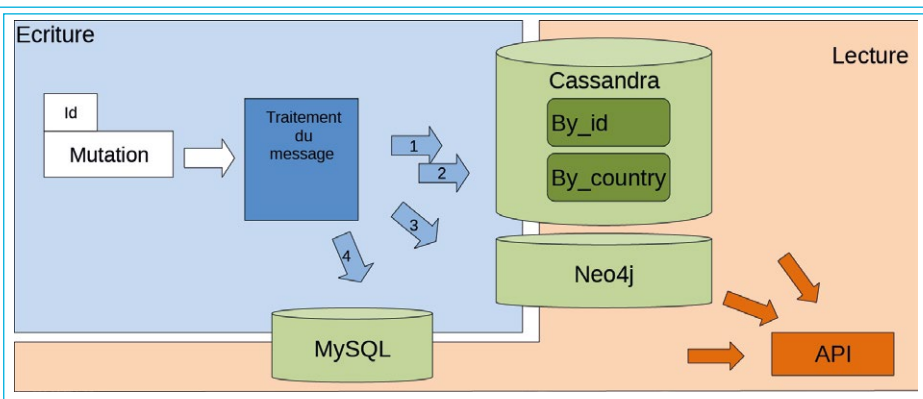 Ecriture
Lecture
Id
Mutation
Traitement
du
message
1
2
3
4
Cassandra
By_id
By_country
Neo4j
MySQL
API